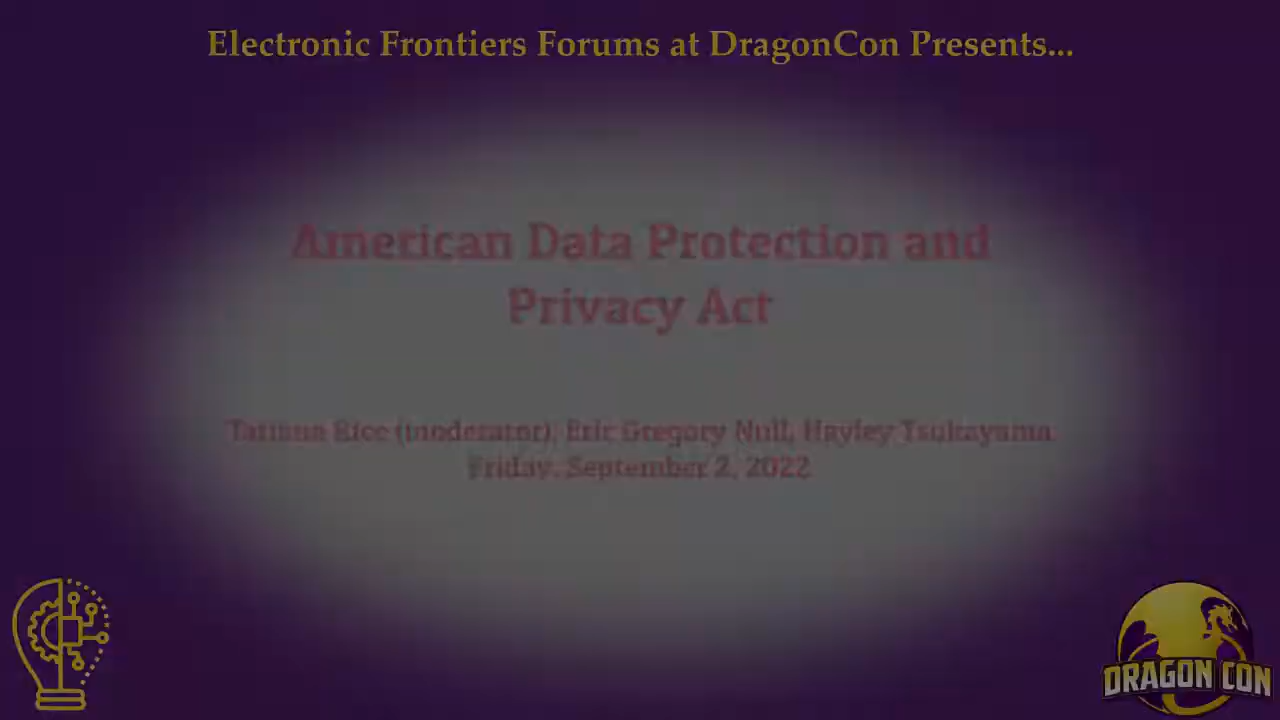 Electronic Frontiers Forums at DragonCon Presents...
American Data Protection and
Privacy Act
Tatiana Rice (moderator), Eric Gregory Null, Hayley Tsukayama
Friday, September 2, 2022
DRAGON CON